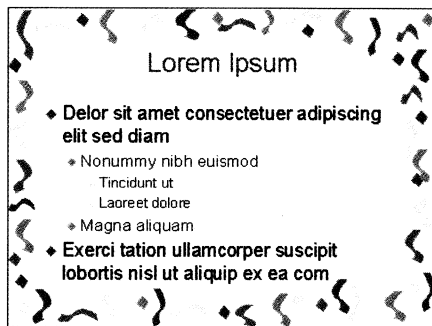 Lorem Ipsum
Delor sit amet consectetuer adipiscing
elit sed diam
Nonummy nibh euismod
Tincidunt ut
Laoreet dolore
Magna aliquam
Exerci tation ullamcorper suscipit
lobortis nisl ut aliquip ex ea com